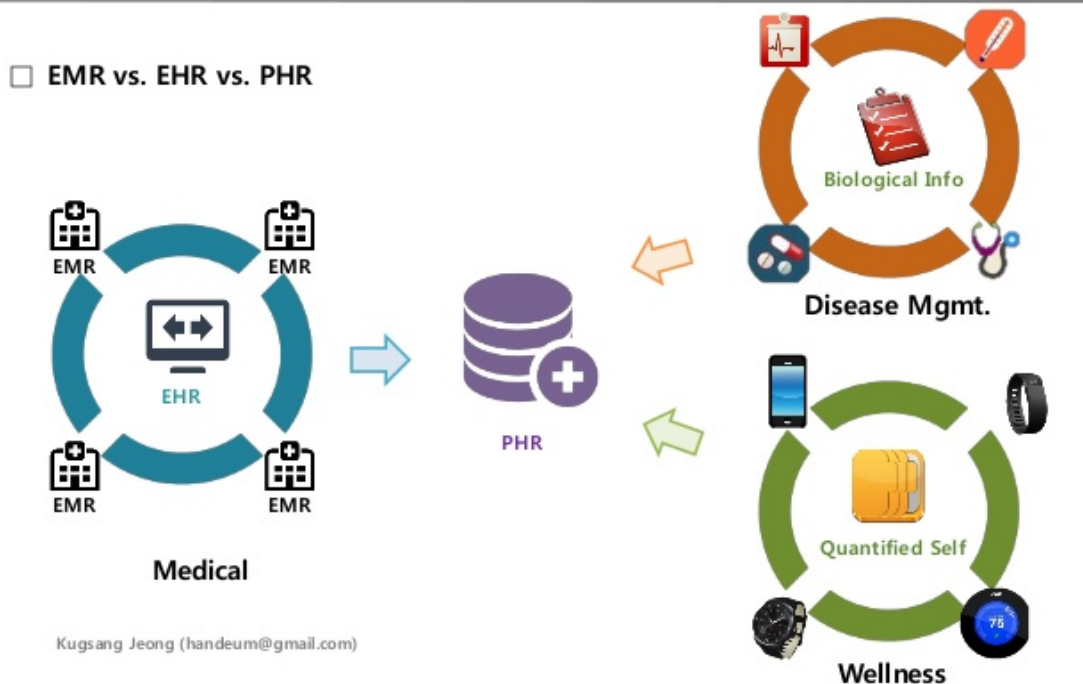 EMR vs. EHR vs. PHR
Biological Info
Disease Mgmt.
EMR
EMR
EHR
EMR
EMR
Medical
PHR
Quantified Self
75
Wellness
Kugsang Jeong (handeum@gmail.com)